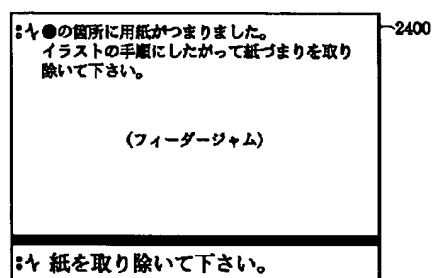 ●の箇所に用紙がつまりました。
イラストの手順にしたがって紙づまりを取り
除いて下さい。
(フィーダージャム)
紙を取り除いて下さい。
2400